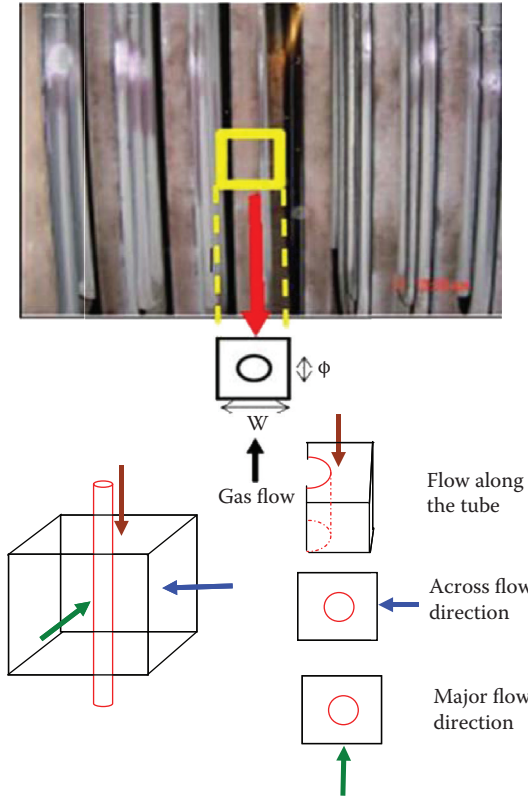 ϕ
W
Gas flow
Flow along
the tube
Across flow
direction
Major flow
direction